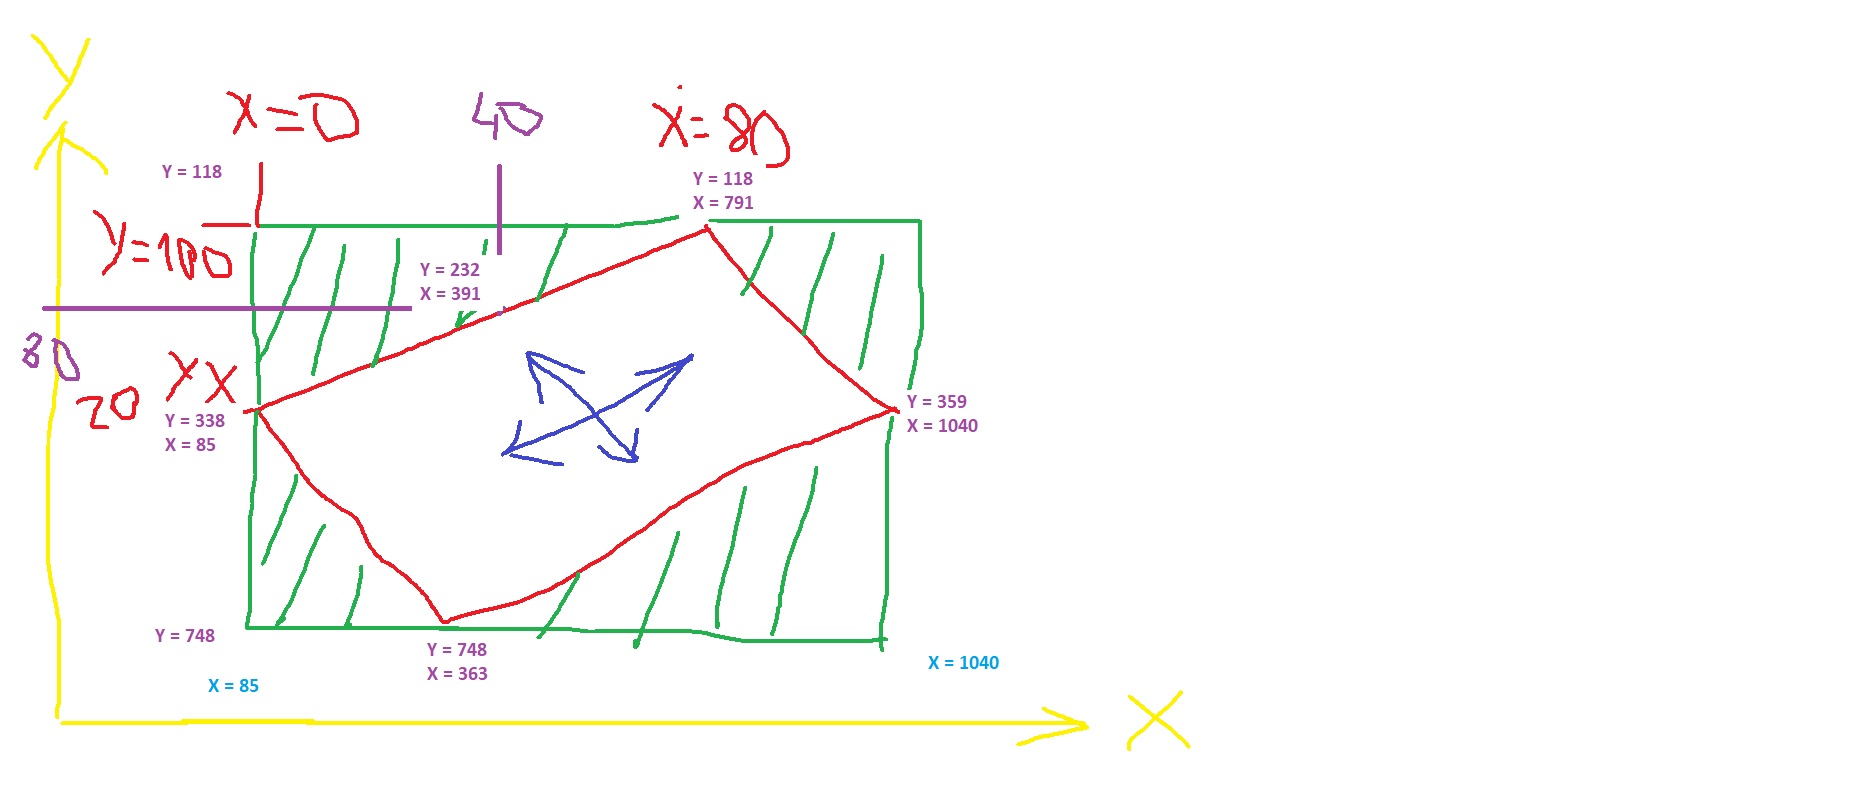 Y
X=0
40
X=80
Y = 118
Y = 118
X = 791
Y=100
Y = 232
X = 391
80
20
XX
Y = 338
X = 85
Y = 359
X = 1040
Y = 748
Y = 748
X = 363
X = 1040
X = 85
X